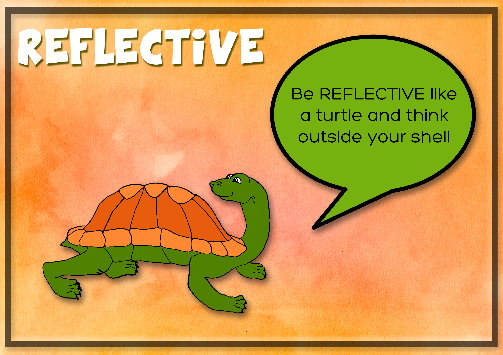 REFLECTIVE
Be REFLECTIVE like
a turtle and think
outside your shell